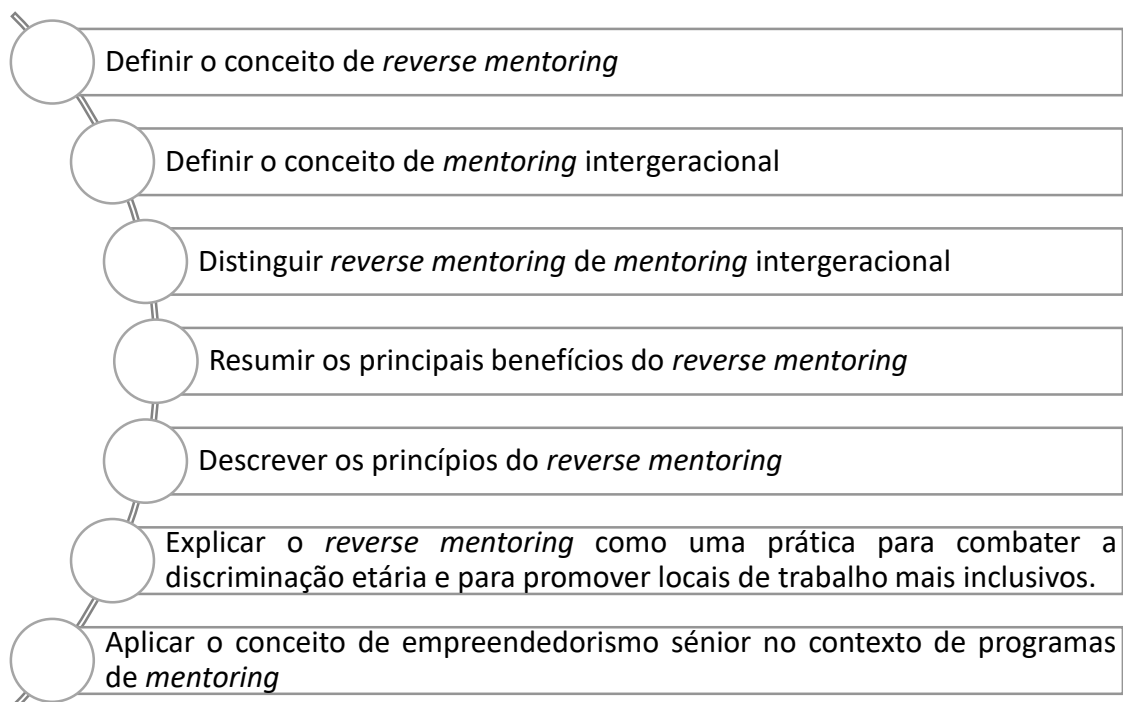 Definir o conceito de reverse mentoring
Definir o conceito de mentoring intergeracional
Distinguir reverse mentoring de mentoring intergeracional
Resumir os principais benefícios do reverse mentoring
Descrever os princípios do reverse mentoring
Explicar o reverse mentoring como uma prática para combater a
discriminação etária e para promover locais de trabalho mais inclusivos.
Aplicar o conceito de empreendedorismo sénior no contexto de programas
de mentoring